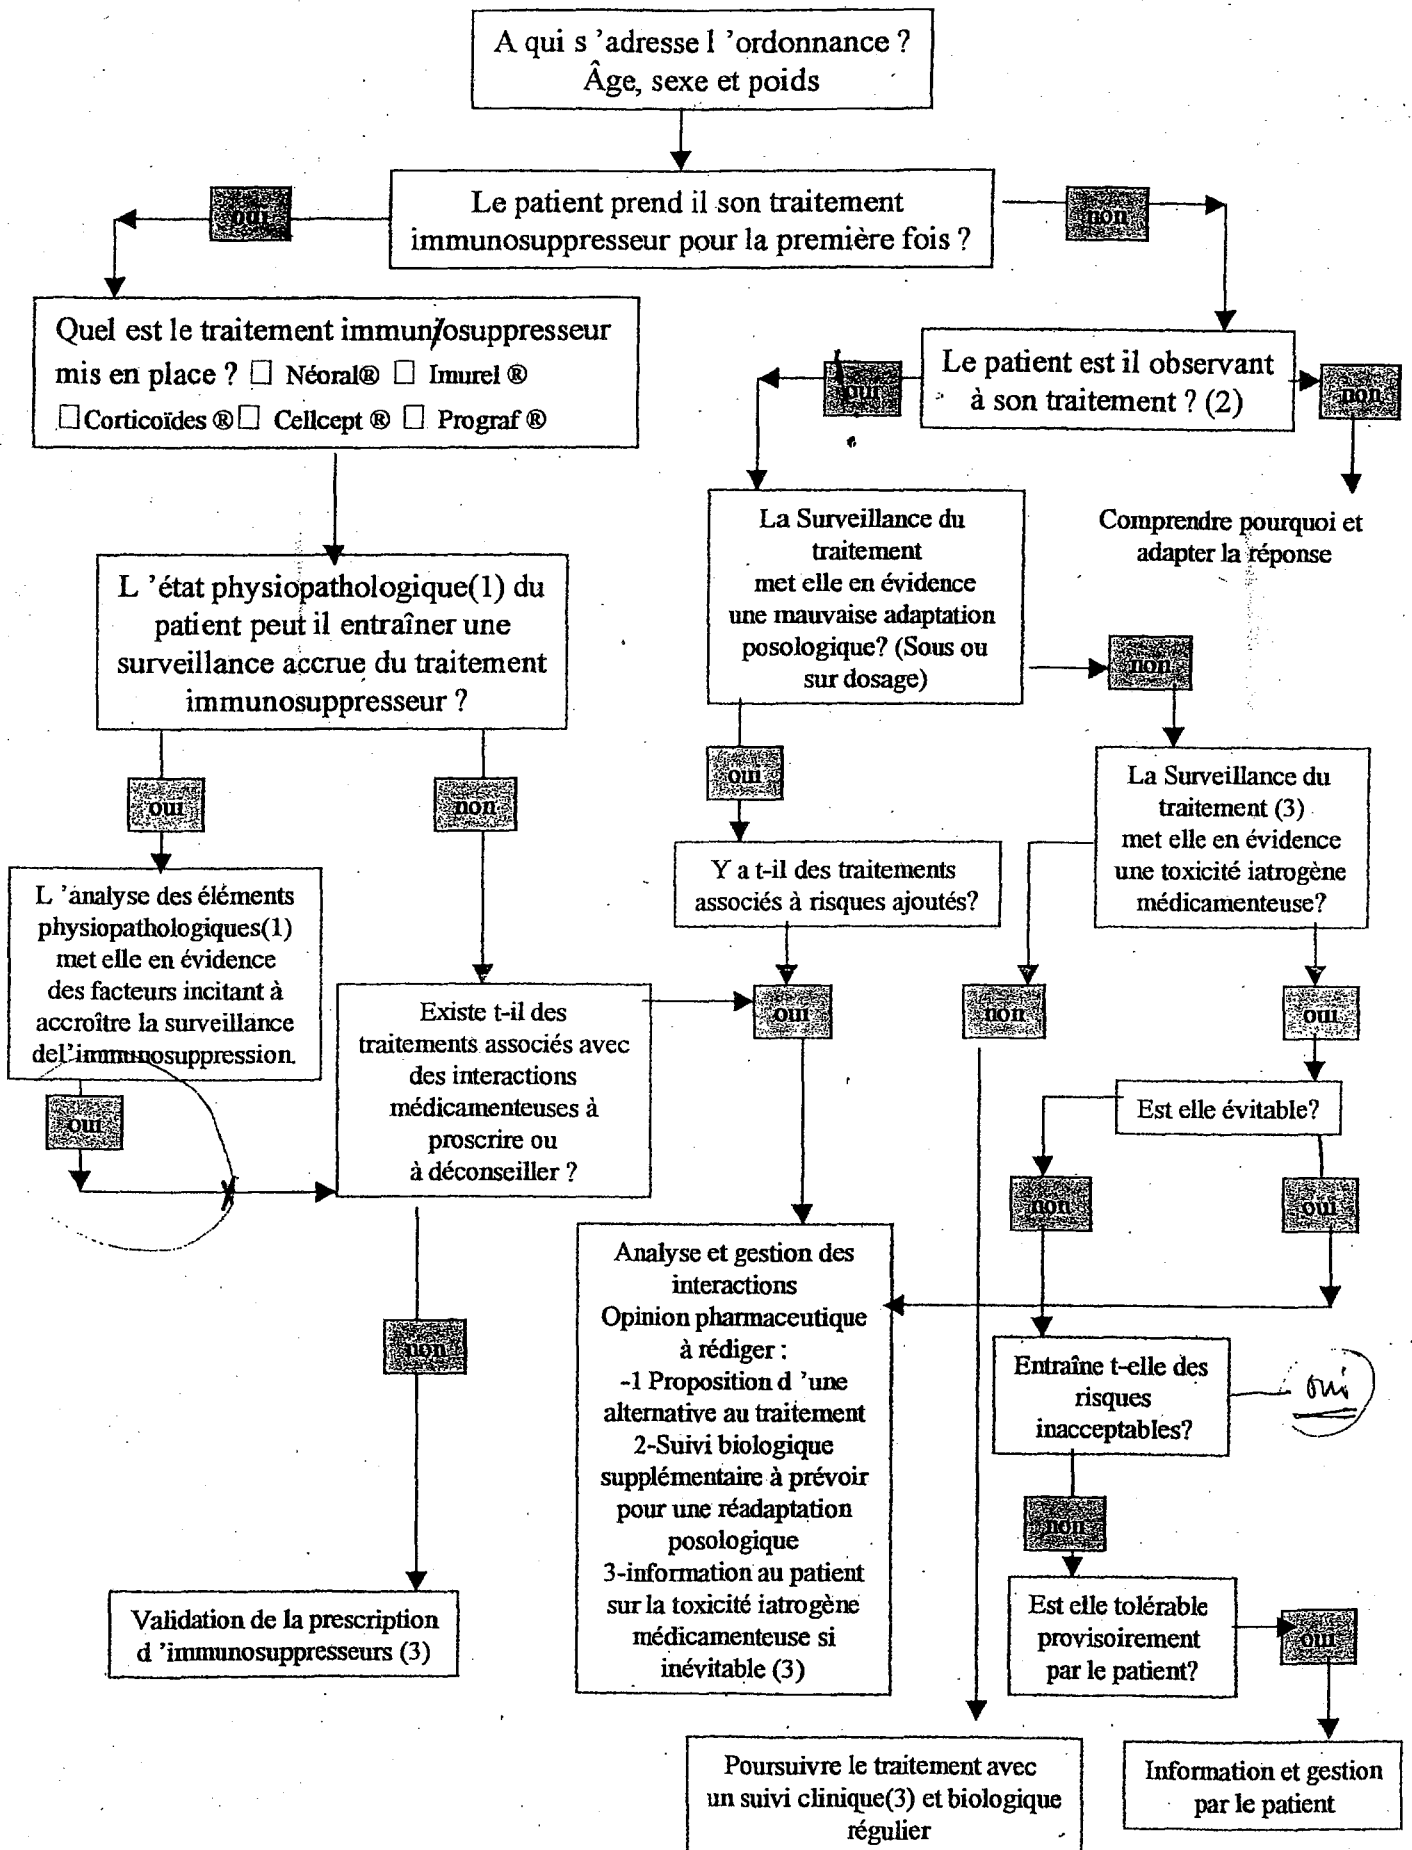 A qui s ’adresse l ’ordonnance ?
Âge, sexe et poids
oui
Le patient prend il son traitement
immunosuppresseur pour la première fois ?
non
Quel est le traitement immun/osuppresseur
mis en place ? □ Néoral® □ Imurel ®
□ Corticoïdes ® □ Cellcept ® □ Prograf ®
oui
Le patient est il observant
à son traitement ? (2)
non
Comprendre pourquoi et
adapter la réponse
La Surveillance du
traitement
met elle en évidence
une mauvaise adaptation
posologique? (Sous ou
sur dosage)
non
L ’état physiopathologique(1) du
patient peut il entraîner une
surveillance accrue du traitement
immunosuppresseur ?
oui
non
oui
La Surveillance du
traitement (3)
met elle en évidence
une toxicité iatrogène
médicamenteuse?
Y a t-il des traitements
associés à risques ajoutés?
L ’analyse des éléments
physiopathologiques(1)
met elle en évidence
des facteurs incitant à
accroître la surveillance
del’immunosuppression.
oui
Existe t-il des
traitements associés avec
des interactions
médicamenteuses à
proscrire ou
à déconseiller ?
oui
non
oui
Est elle évitable?
non
oui
non
Analyse et gestion des
interactions
Opinion pharmaceutique
à rédiger :
-1 Proposition d ’une
alternative au traitement
2-Suivi biologique
supplémentaire à prévoir
pour une réadaptation
posologique
3-information au patient
sur la toxicité iatrogène
médicamenteuse si
inévitable (3)
Entraîne t-elle des
risques
inacceptables?
oui
non
Est elle tolérable
provisoirement
par le patient?
oui
Validation de la prescription
d ’immunosuppresseurs (3)
Poursuivre le traitement avec
un suivi clinique(3) et biologique
régulier
Information et gestion
par le patient